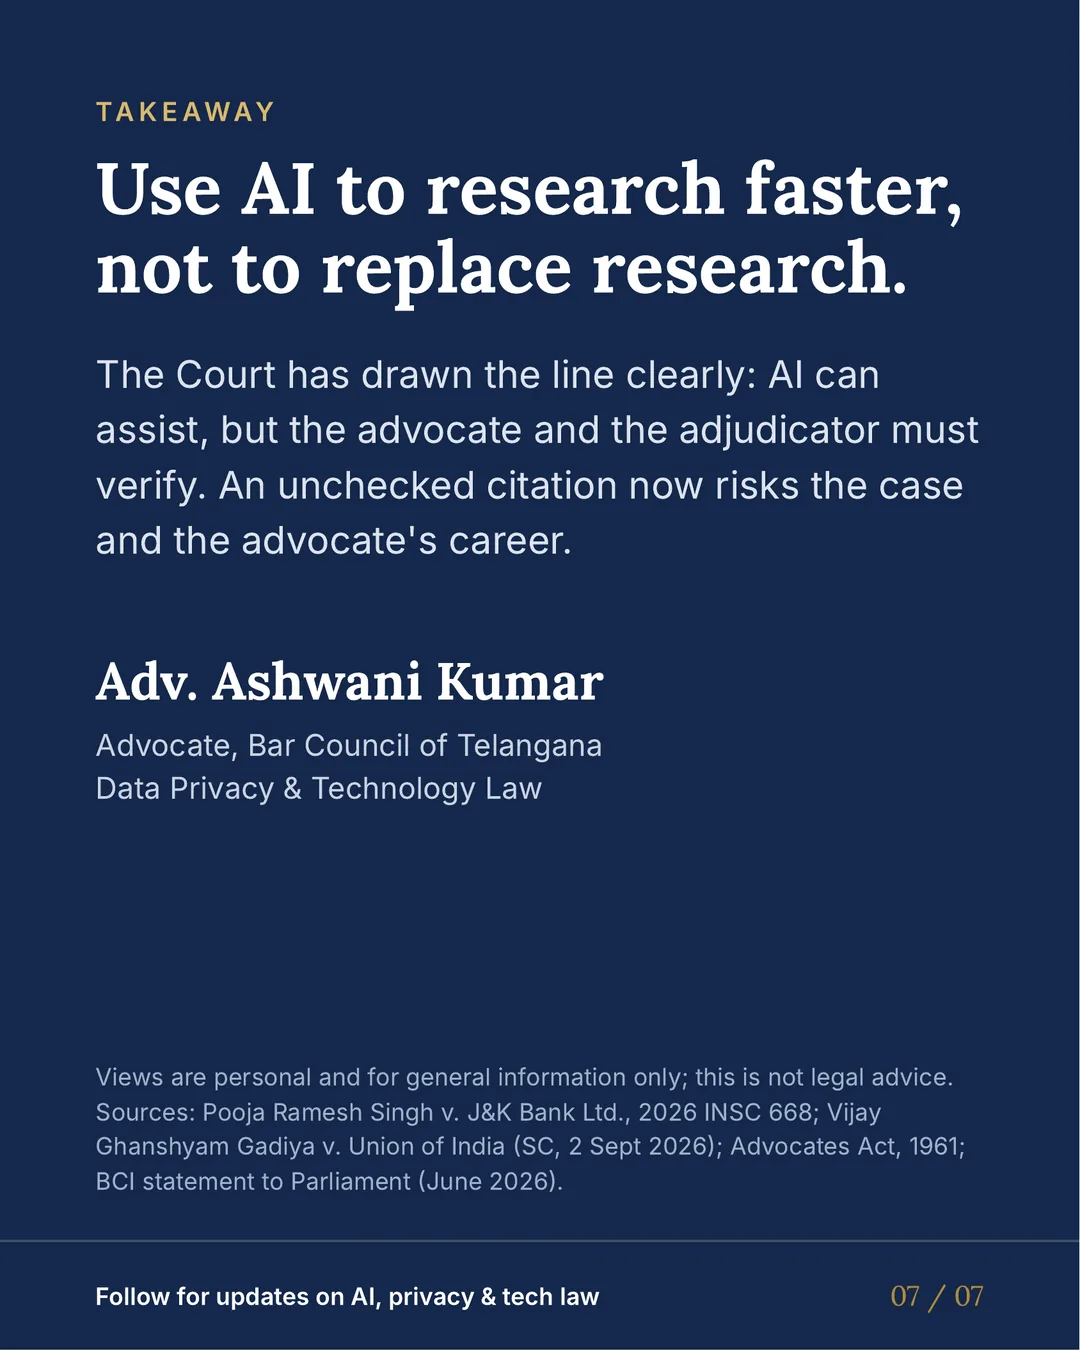 TAKEAWAY
Use AI to research faster,
not to replace research.
The Court has drawn the line clearly: AI can
assist, but the advocate and the adjudicator must
verify. An unchecked citation now risks the case
and the advocate's career.
Adv. Ashwani Kumar
Advocate, Bar Council of Telangana
Data Privacy & Technology Law
Views are personal and for general information only; this is not legal advice.
Sources: Pooja Ramesh Singh v. J&K Bank Ltd., 2026 INSC 668; Vijay
Ghanshyam Gadiya v. Union of India (SC, 2 Sept 2026); Advocates Act, 1961;
BCI statement to Parliament (June 2026).
Follow for updates on AI, privacy & tech law
07 / 07